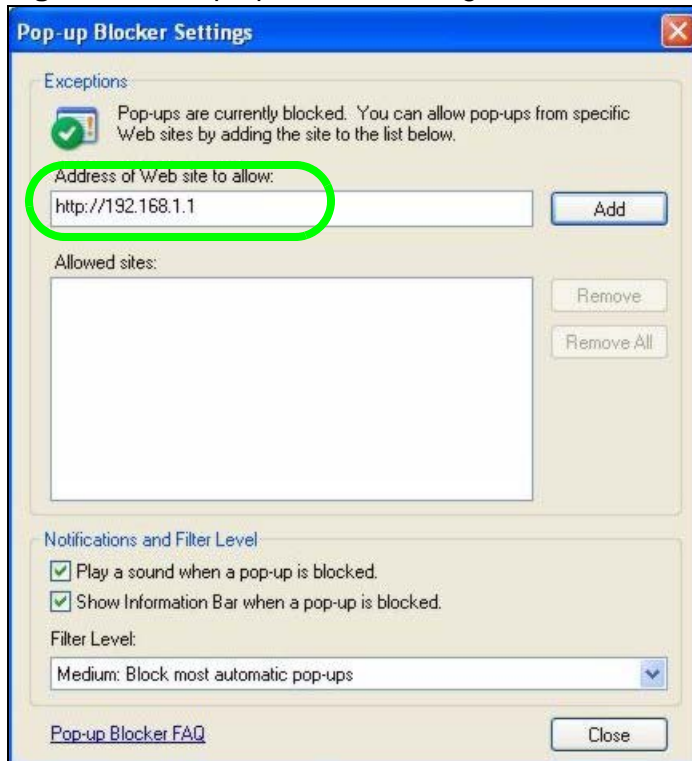 Pop-up Blocker Settings
Exceptions
Pop-ups are currently blocked. You can allow pop-ups from specific
Web sites by adding the site to the list below.
Address of Web site to allow:
http://192.168.1.1
Add
Allowed sites:
Remove
Remove All
Notifications and Filter Level
Play a sound when a pop-up is blocked.
Show Information Bar when a pop-up is blocked.
Filter Level:
Medium: Block most automatic pop-ups
Pop-up Blocker FAQ
Close